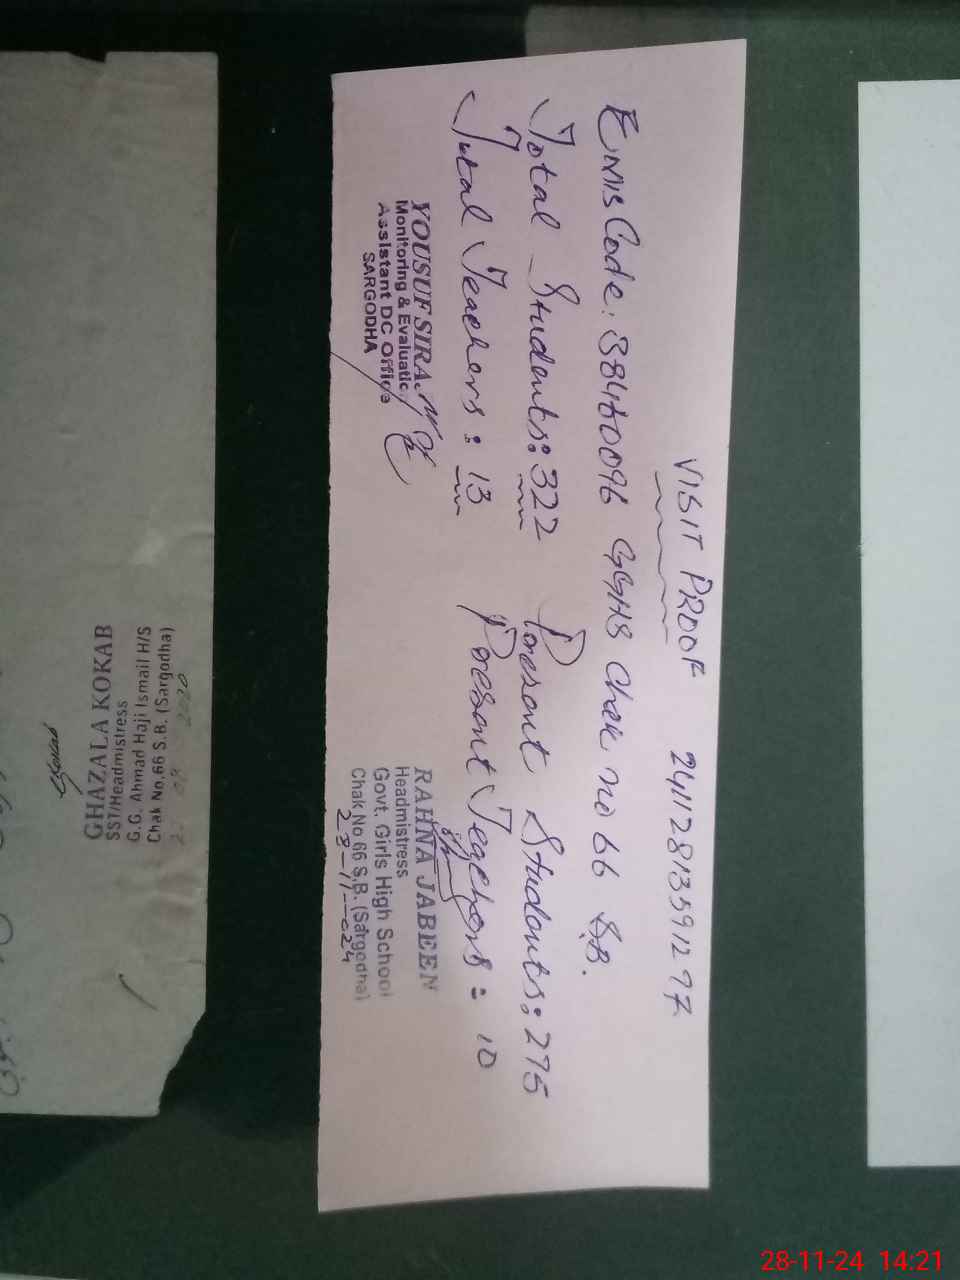 VISIT PROOF 24112813591297
EMIS Code: 38460096 GGHS Chak no 66 S.B.
Total Students: 322 Present Students: 275
Total Teachers: 13 Present Teachers: 10
YOUSUF SIRAJ
Monitoring & Evaluatio
Assistant DC Office
SARGODHA
RAHNA JABEEN
Headmistress
Govt. Girls High School
Chak No 66 S.B. (Sargodha)
28-11-024
GHAZALA KOKAB
SST/Headmistress
G.G. Ahmad Haji Ismail H/S
Chak No.66 S.B. (Sargodha)
28-11-24 14:21